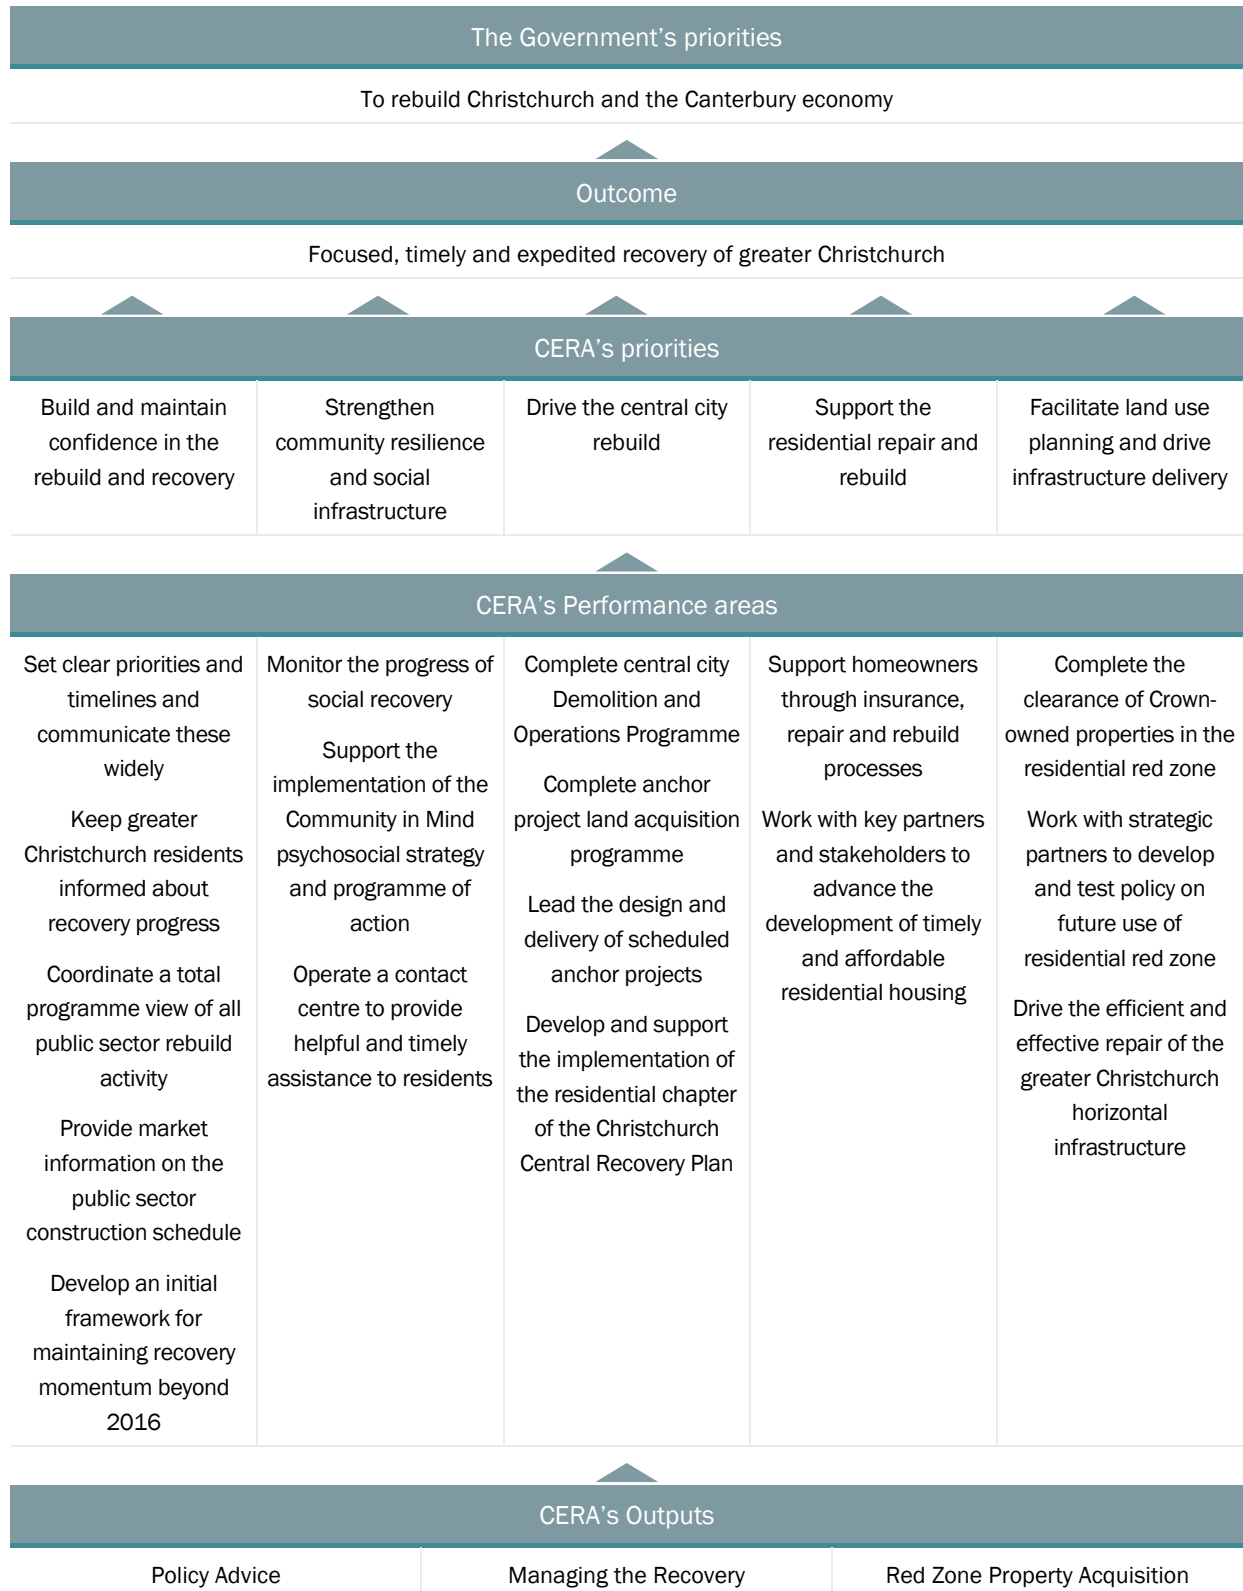 The Government's priorities
To rebuild Christchurch and the Canterbury economy
Outcome
Focused, timely and expedited recovery of greater Christchurch
CERA's priorities
Build and maintain
confidence in the
rebuild and recovery
Strengthen
community resilience
and social
infrastructure
Drive the central city
rebuild
Support the
residential repair and
rebuild
Facilitate land use
planning and drive
infrastructure delivery
CERA's Performance areas
Set clear priorities and
timelines and
communicate these
widely
Keep greater
Christchurch residents
informed about
recovery progress
Coordinate a total
programme view of all
public sector rebuild
activity
Provide market
information on the
public sector
construction schedule
Develop an initial
framework for
maintaining recovery
momentum beyond
2016
Monitor the progress of
social recovery
Support the
implementation of the
Community in Mind
psychosocial strategy
and programme of
action
Operate a contact
centre to provide
helpful and timely
assistance to residents
Complete central city
Demolition and
Operations Programme
Complete anchor
project land acquisition
programme
Lead the design and
delivery of scheduled
anchor projects
Develop and support
the implementation of
the residential chapter
of the Christchurch
Central Recovery Plan
Support homeowners
through insurance,
repair and rebuild
processes
Work with key partners
and stakeholders to
advance the
development of timely
and affordable
residential housing
Complete the
clearance of Crown-
owned properties in the
residential red zone
Work with strategic
partners to develop
and test policy on
future use of
residential red zone
Drive the efficient and
effective repair of the
greater Christchurch
horizontal
infrastructure
CERA's Outputs
Policy Advice
Managing the Recovery
Red Zone Property Acquisition